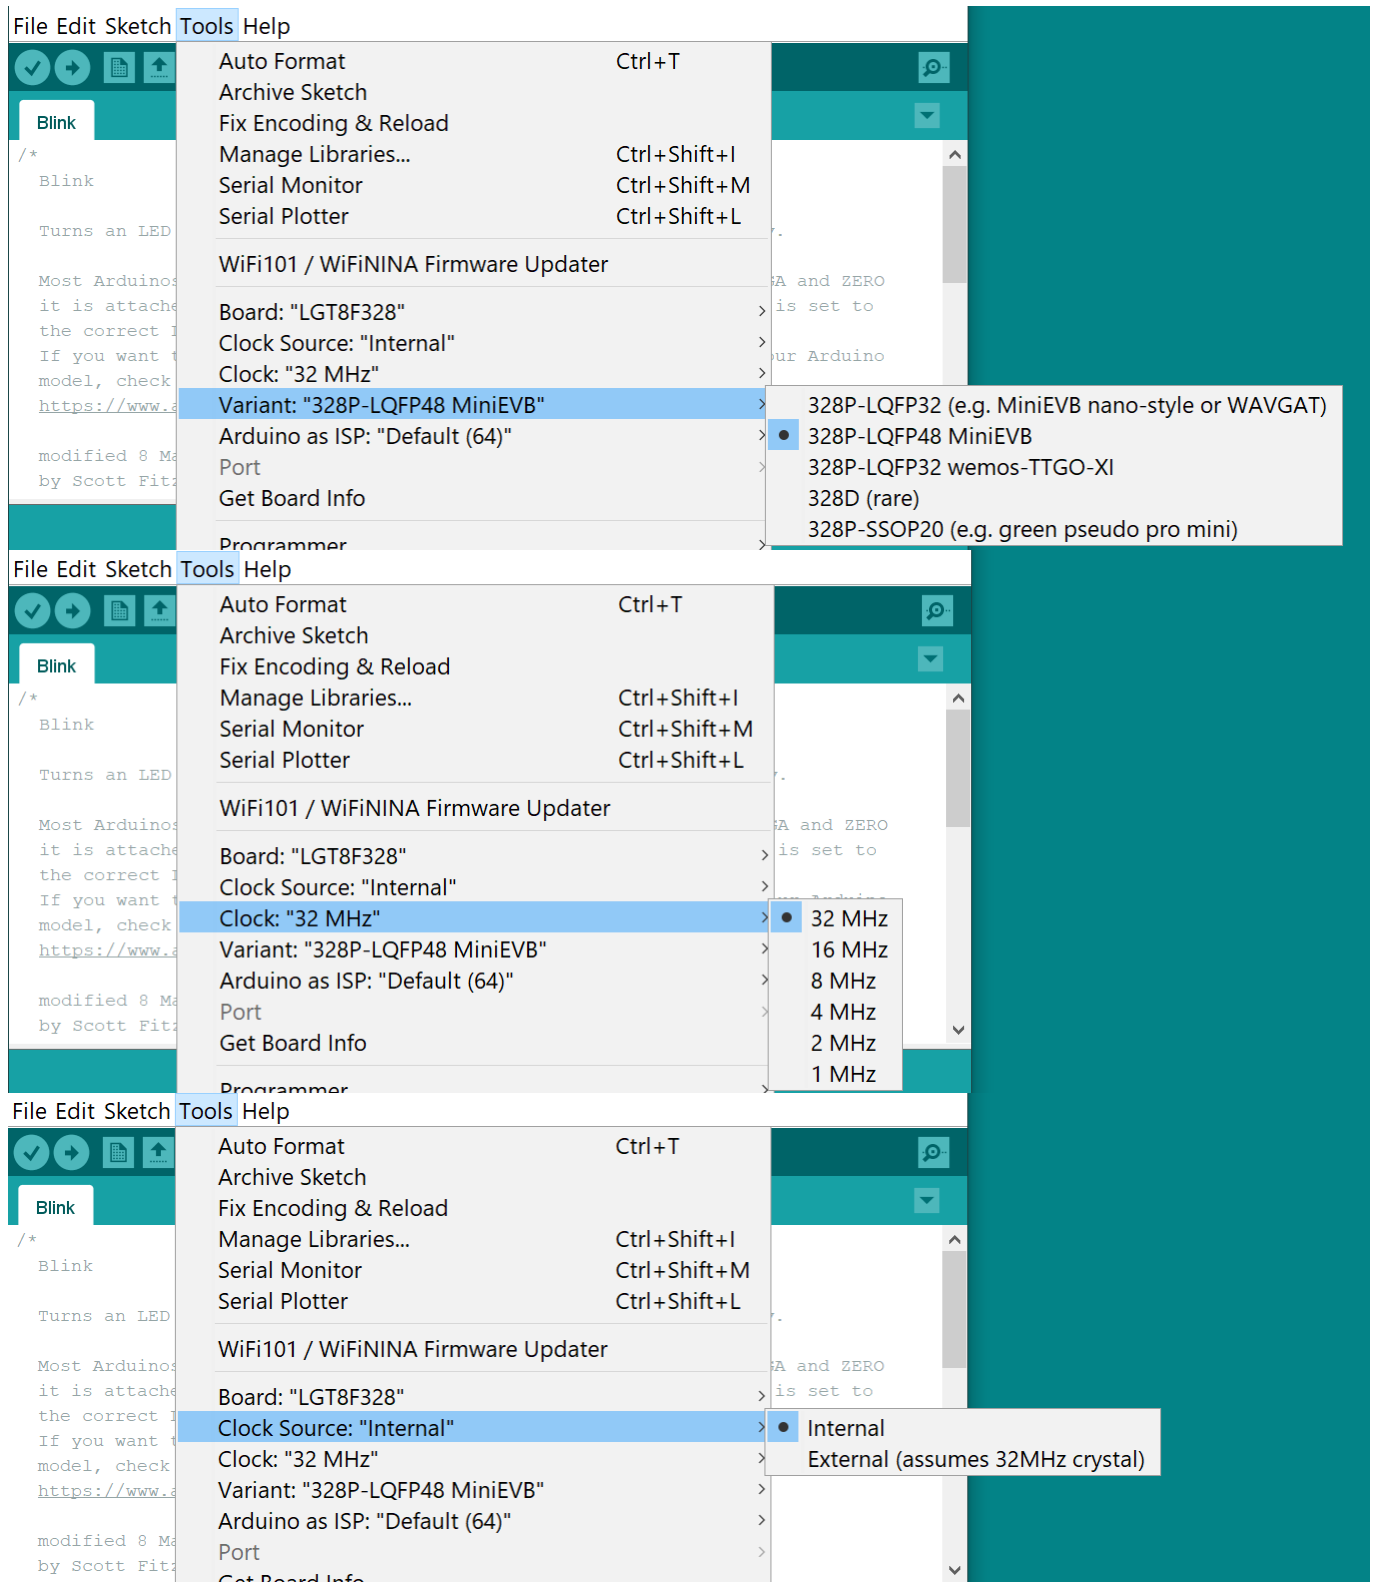 File Edit Sketch Tools Help
Auto Format Ctrl+T
Archive Sketch
Fix Encoding & Reload
Manage Libraries... Ctrl+Shift+I
Serial Monitor Ctrl+Shift+M
Serial Plotter Ctrl+Shift+L
WiFi101 / WiFiNINA Firmware Updater
Board: "LGT8F328"
Clock Source: "Internal"
Clock: "32 MHz"
Variant: "328P-LQFP48 MiniEVB"
Arduino as ISP: "Default (64)"
Port
Get Board Info
Programmer
328P-LQFP32 (e.g. MiniEVB nano-style or WAVGAT)
328P-LQFP48 MiniEVB
328P-LQFP32 wemos-TTGO-XI
328D (rare)
328P-SSOP20 (e.g. green pseudo pro mini)
Blink
/*
Blink
Turns an LED
Most Arduinos and ZERO
it is is set to
the correct
If you want Arduino
model, check
https://www.
modified 8
by Scott
File Edit Sketch Tools Help
Auto Format Ctrl+T
Archive Sketch
Fix Encoding & Reload
Manage Libraries... Ctrl+Shift+I
Serial Monitor Ctrl+Shift+M
Serial Plotter Ctrl+Shift+L
WiFi101 / WiFiNINA Firmware Updater
Board: "LGT8F328"
Clock Source: "Internal"
Clock: "32 MHz"
Variant: "328P-LQFP48 MiniEVB"
Arduino as ISP: "Default (64)"
Port
Get Board Info
Programmer
32 MHz
16 MHz
8 MHz
4 MHz
2 MHz
1 MHz
Blink
/*
Blink
Turns an LED
Most Arduinos and ZERO
it is is set to
the correct
If you want
model, check
https://www.
modified 8
by Scott
File Edit Sketch Tools Help
Auto Format Ctrl+T
Archive Sketch
Fix Encoding & Reload
Manage Libraries... Ctrl+Shift+I
Serial Monitor Ctrl+Shift+M
Serial Plotter Ctrl+Shift+L
WiFi101 / WiFiNINA Firmware Updater
Board: "LGT8F328"
Clock Source: "Internal"
Clock: "32 MHz"
Variant: "328P-LQFP48 MiniEVB"
Arduino as ISP: "Default (64)"
Port
Get Board Info
Internal
External (assumes 32MHz crystal)
Blink
/*
Blink
Turns an LED
Most Arduinos and ZERO
it is is set to
the correct
If you want
model, check
https://www.
modified 8
by Scott